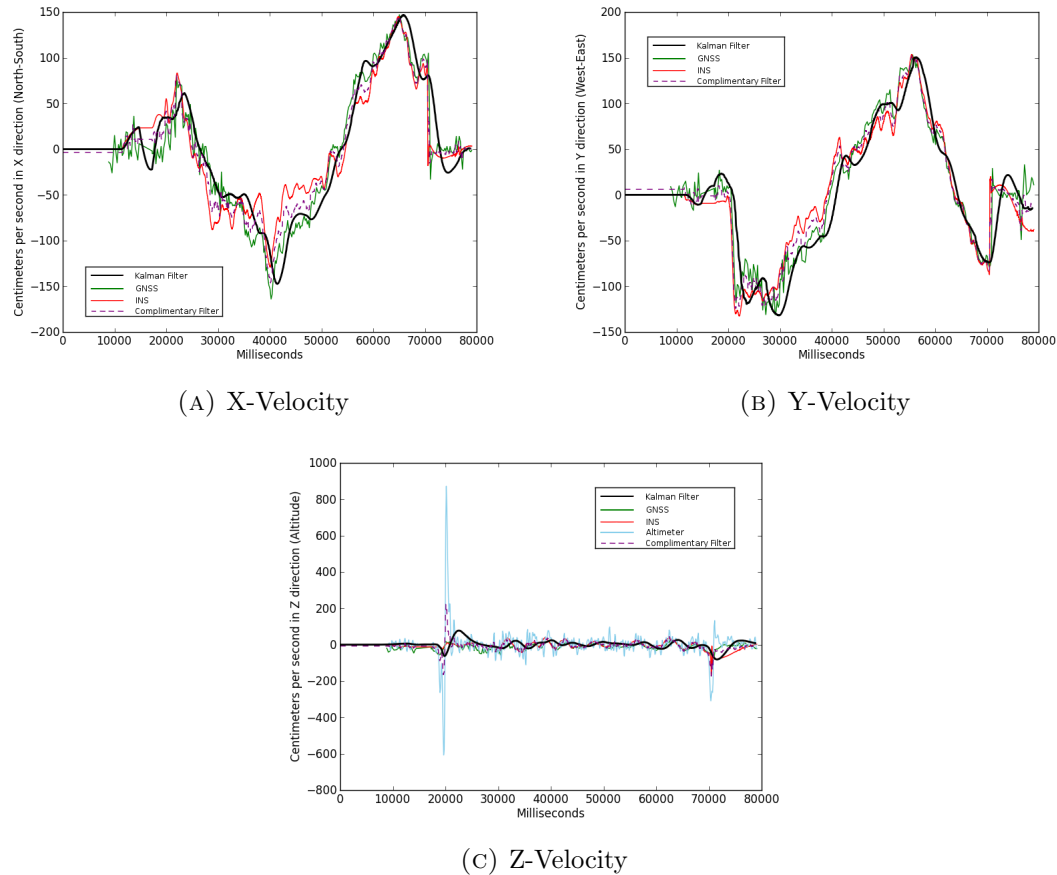 150
100
50
0
−50
−100
−150
−200
Centimeters per second in X direction (North-South)
Kalman Filter
GNSS
INS
Complimentary Filter
0 10000 20000 30000 40000 50000 60000 70000 80000
Milliseconds
(A) X-Velocity
200
150
100
50
0
−50
−100
−150
Centimeters per second in Y direction (West-East)
Kalman Filter
GNSS
INS
Complimentary Filter
0 10000 20000 30000 40000 50000 60000 70000 80000
Milliseconds
(B) Y-Velocity
1000
800
600
400
200
0
−200
−400
−600
−800
Centimeters per second in Z direction (Altitude)
Kalman Filter
GNSS
INS
Altimeter
Complimentary Filter
0 10000 20000 30000 40000 50000 60000 70000 80000
Milliseconds
(C) Z-Velocity